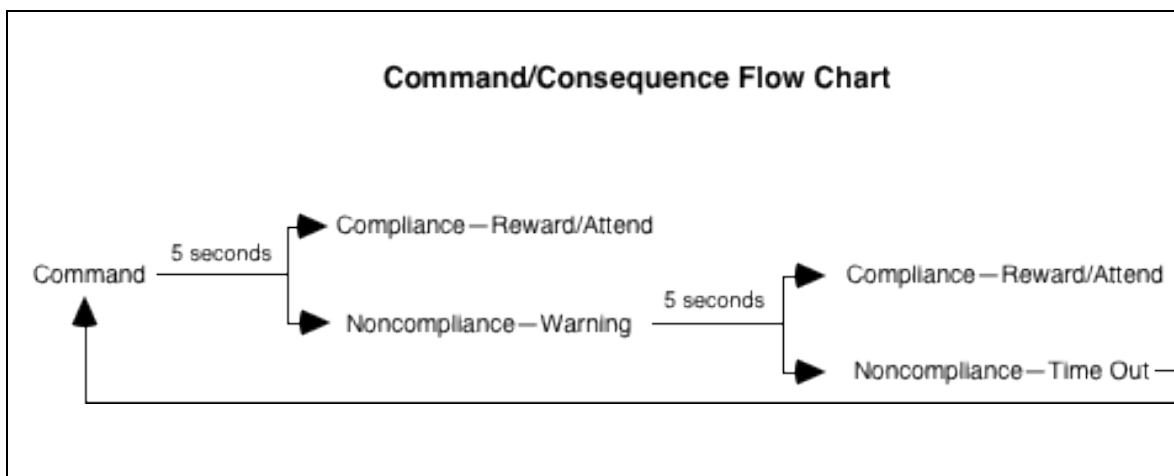 Command/Consequence Flow Chart
Compliance—Reward/Attend
5 seconds
Command
Compliance—Reward/Attend
5 seconds
Noncompliance—Warning
Noncompliance—Time Out